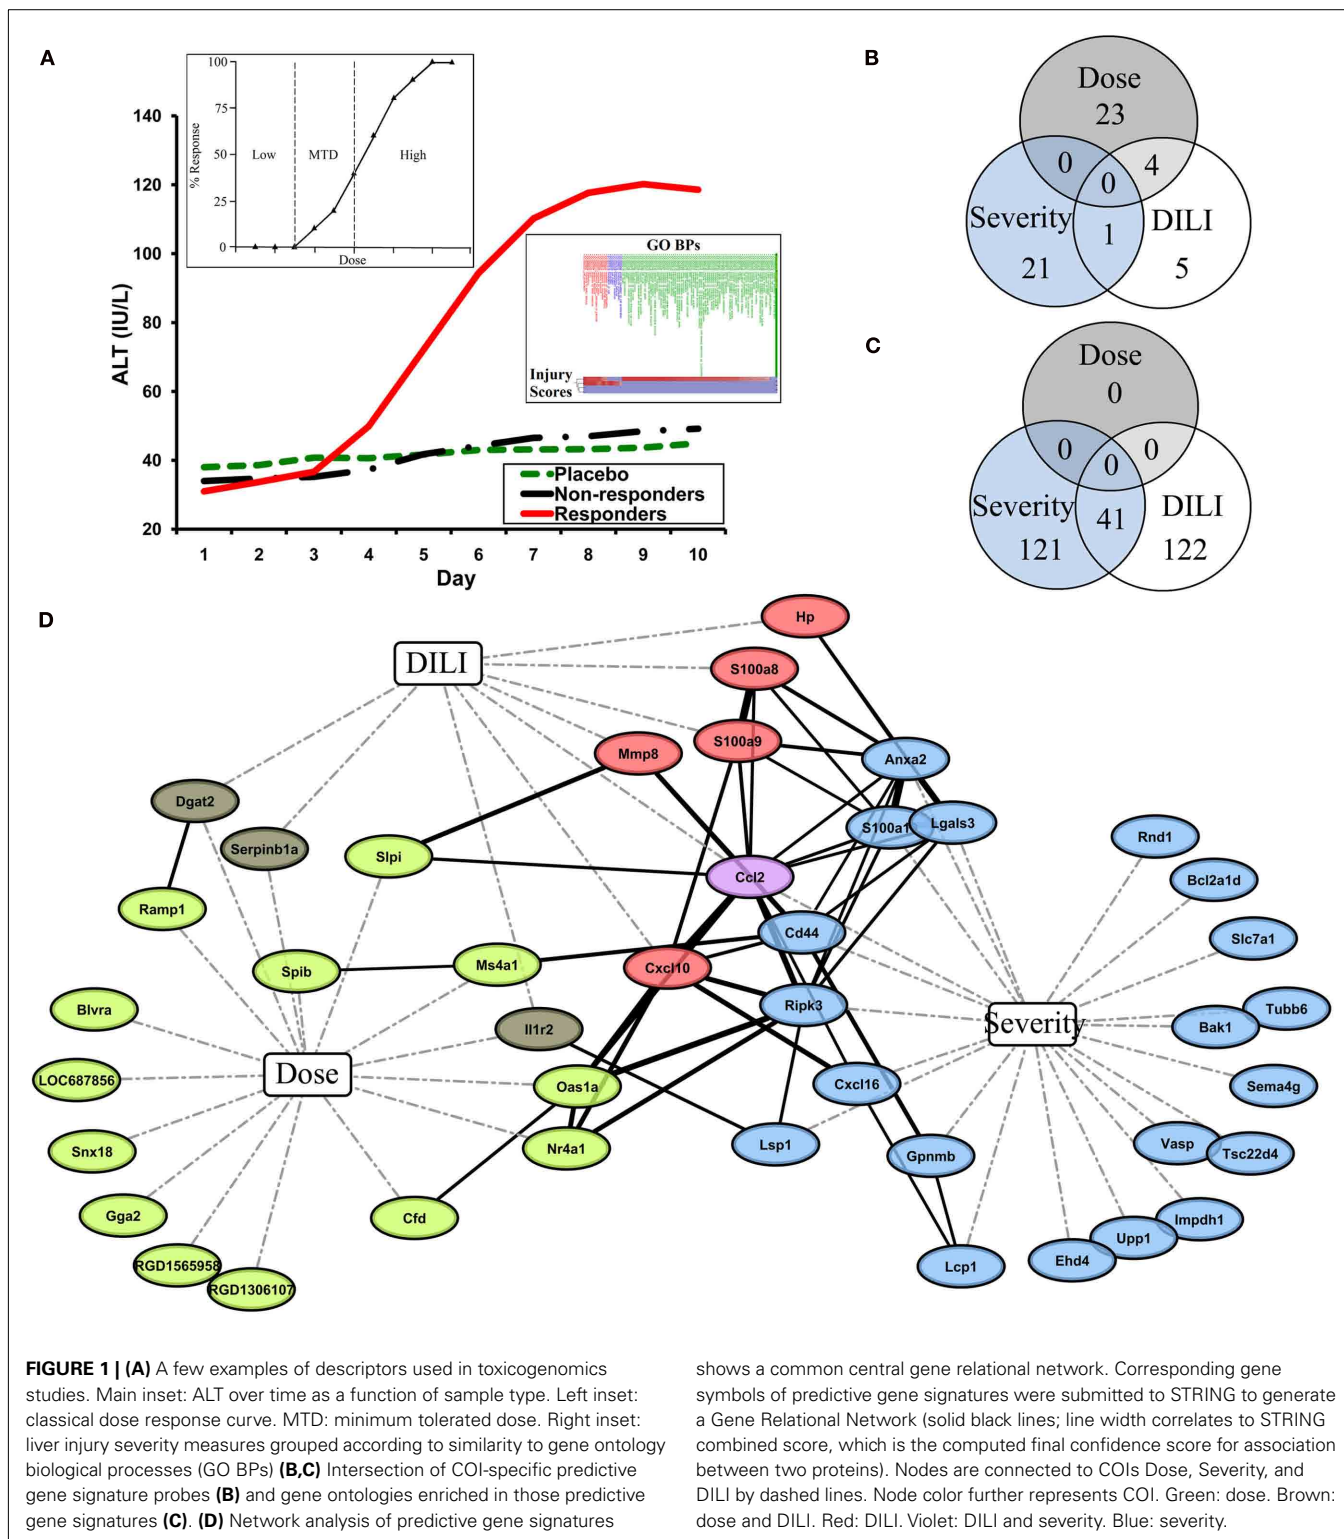 A
140
120
100
80
60
40
20
ALT (IU/L)
1 2 3 4 5 6 7 8 9 10
Day
100
75
50
25
0
% Response
Low
MTD
High
Dose
GO BPs
Injury
Scores
Placebo
Non-responders
Responders
B
Dose
23
0
0
4
Severity
DILI
1
21
5
C
Dose
0
0
0
0
Severity
DILI
41
121
122
D
Hp
DILI
S100a8
S100a9
Mmp8
Anxa2
Dgat2
S100a1
Lgals3
Serpinb1a
Slpi
Rnd1
Ccl2
Bcl2a1d
Ramp1
Cd44
Slc7a1
Spib
Ms4a1
Cxcl10
Blvra
Ripk3
Tubb6
Il1r2
Severity
Bak1
Dose
LOC687856
Oas1a
Cxcl16
Sema4g
Snx18
Nr4a1
Lsp1
Gpnmb
Vasp
Tsc22d4
Gga2
Cfd
Impdh1
Upp1
RGD1565958
Lcp1
Ehd4
RGD1306107
FIGURE 1 | (A) A few examples of descriptors used in toxicogenomics
studies. Main inset: ALT over time as a function of sample type. Left inset:
classical dose response curve. MTD: minimum tolerated dose. Right inset:
liver injury severity measures grouped according to similarity to gene ontology
biological processes (GO BPs) (B,C) Intersection of COI-specific predictive
gene signature probes (B) and gene ontologies enriched in those predictive
gene signatures (C). (D) Network analysis of predictive gene signatures
shows a common central gene relational network. Corresponding gene
symbols of predictive gene signatures were submitted to STRING to generate
a Gene Relational Network (solid black lines; line width correlates to STRING
combined score, which is the computed final confidence score for association
between two proteins). Nodes are connected to COIs Dose, Severity, and
DILI by dashed lines. Node color further represents COI. Green: dose. Brown:
dose and DILI. Red: DILI. Violet: DILI and severity. Blue: severity.